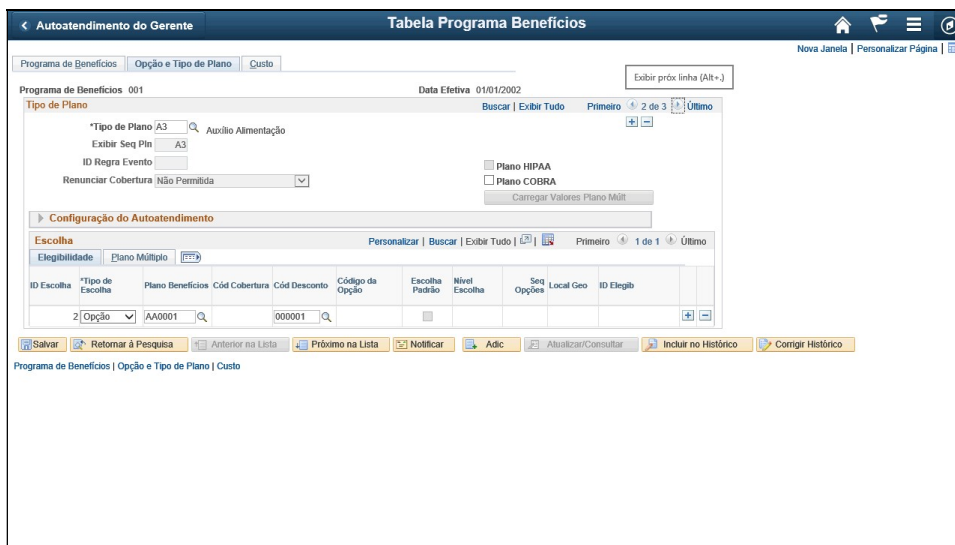 Autoatendimento do Gerente
Tabela Programa Benefícios
Nova Janela | Personalizar Página |
Programa de Benefícios Opção e Tipo de Plano Custo
Exibir próx linha (Alt+.)
Programa de Benefícios 001 Data Efetiva 01/01/2002
Tipo de Plano Buscar | Exibir Tudo Primeiro 2 de 3 Último
*Tipo de Plano A3 Auxílio Alimentação
Exibir Seq Pln A3
ID Regra Evento
Plano HIPAA
Renunciar Cobertura Não Permitida
Plano COBRA
Carregar Valores Plano Múlt
Configuração do Autoatendimento
Escolha Personalizar | Buscar | Exibir Tudo | | Primeiro 1 de 1 Último
Elegibilidade Plano Múltiplo
ID Escolha *Tipo de Escolha Plano Benefícios Cód Cobertura Cód Desconto Código da Opção Escolha Padrão Nível Escolha Seq Opções Local Geo ID Elegib
2 Opção AA0001 000001
Salvar Retornar à Pesquisa Anterior na Lista Próximo na Lista Notificar Adic Atualizar/Consultar Incluir no Histórico Corrigir Histórico
Programa de Benefícios | Opção e Tipo de Plano | Custo